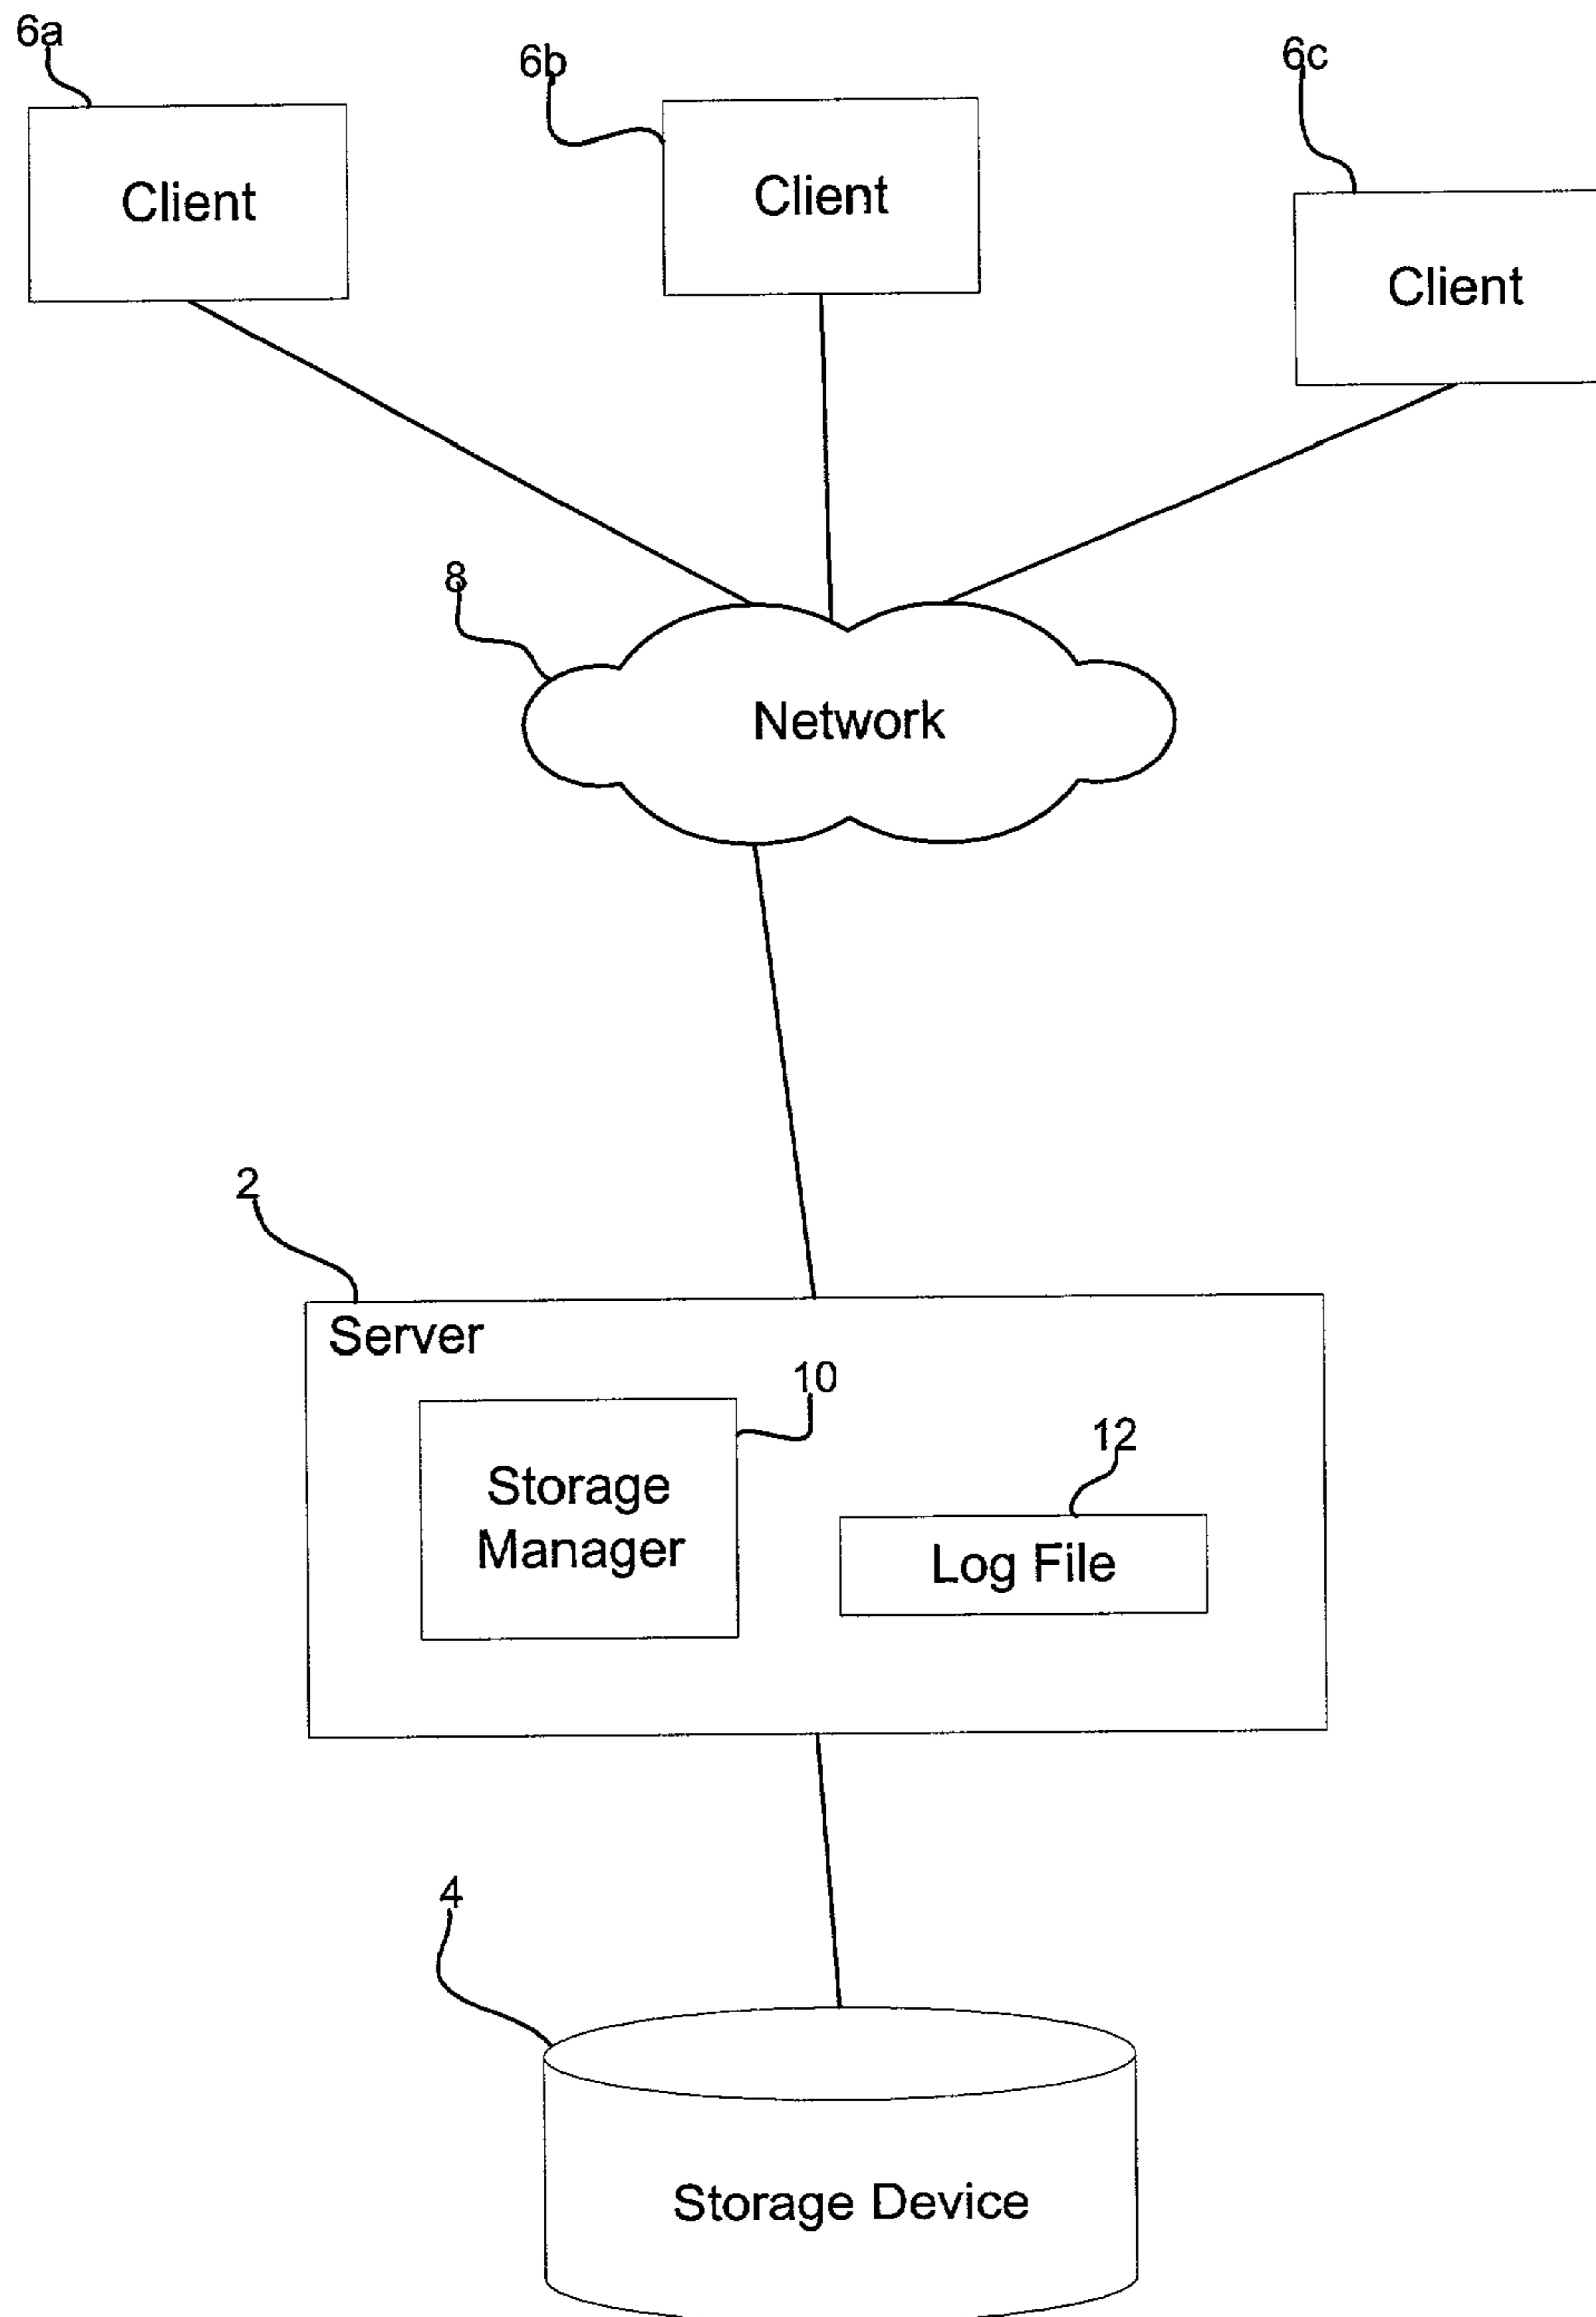 6a
6b
6c
Client
Client
Client
8
Network
2
Server
10
12
Storage
Manager
Log File
4
Storage Device